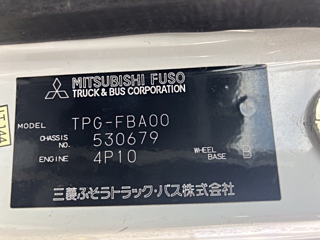 MITSUBISHI FUSO
TRUCK & BUS CORPORATION
MODEL TPG-FBA00
CHASSIS NO. 530679
ENGINE 4P10 WHEEL BASE B
三菱ふそうトラック・バス株式会社